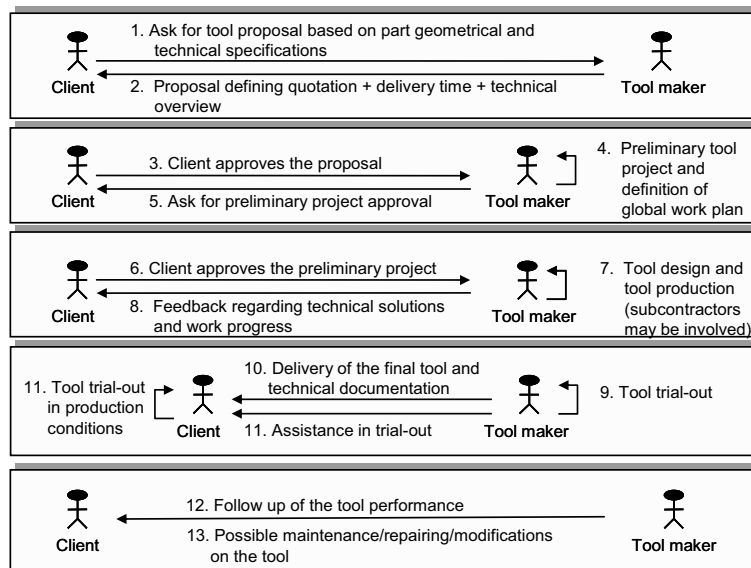 1. Ask for tool proposal based on part geometrical and
technical specifications
Client
Tool maker
2. Proposal defining quotation + delivery time + technical
overview
3. Client approves the proposal
5. Ask for preliminary project approval
Client
Tool maker
4. Preliminary tool
project and
definition of
global work plan
6. Client approves the preliminary project
8. Feedback regarding technical solutions
and work progress
Client
Tool maker
7. Tool design and
tool production
(subcontractors
may be involved)
11. Tool trial-out
in production
conditions
Client
10. Delivery of the final tool and
technical documentation
11. Assistance in trial-out
Tool maker
9. Tool trial-out
12. Follow up of the tool performance
Client
Tool maker
13. Possible maintenance/repairing/modifications
on the tool